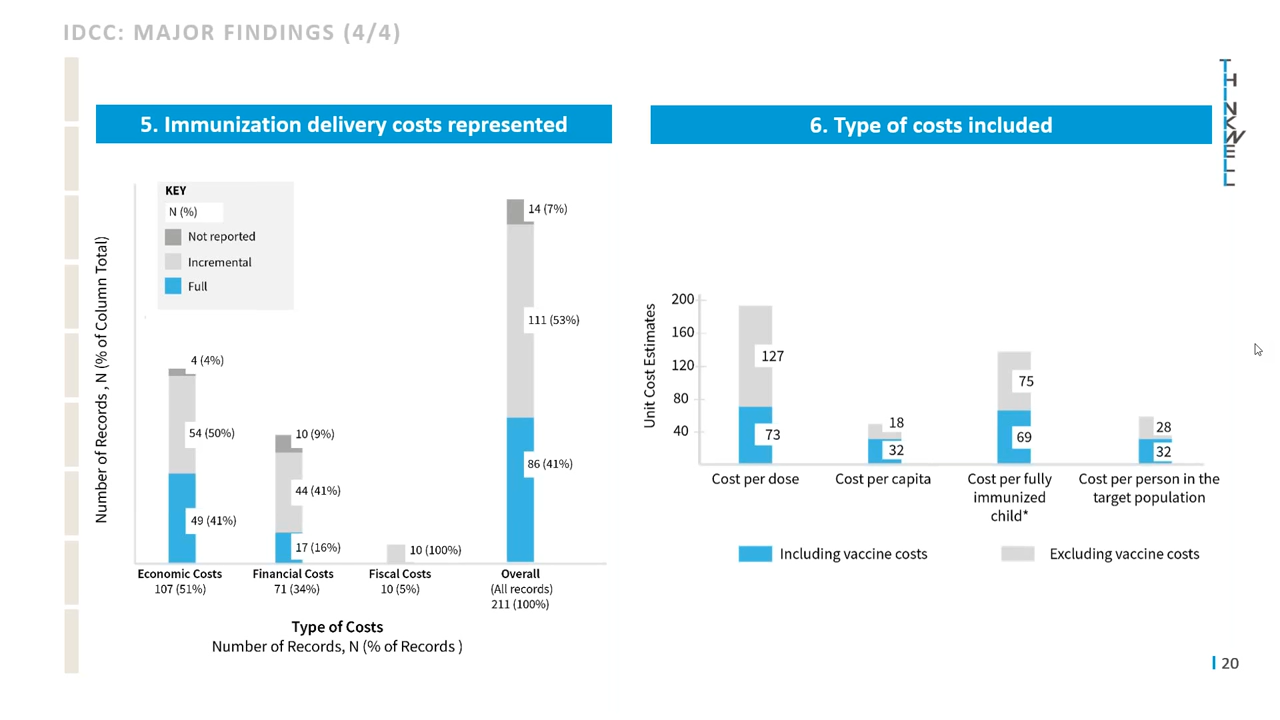 IDCC: MAJOR FINDINGS (4/4)
THINKWELL
5. Immunization delivery costs represented
KEY
N (%)
Not reported
Incremental
Full
Number of Records , N (% of Column Total)
4 (4%)
54 (50%)
49 (41%)
10 (9%)
44 (41%)
17 (16%)
10 (100%)
14 (7%)
111 (53%)
86 (41%)
Economic Costs
107 (51%)
Financial Costs
71 (34%)
Fiscal Costs
10 (5%)
Overall
(All records)
211 (100%)
Type of Costs
Number of Records, N (% of Records )
6. Type of costs included
Unit Cost Estimates
200
160
120
80
40
127
73
18
32
75
69
28
32
Cost per dose
Cost per capita
Cost per fully
immunized
child*
Cost per person in the
target population
Including vaccine costs
Excluding vaccine costs
20